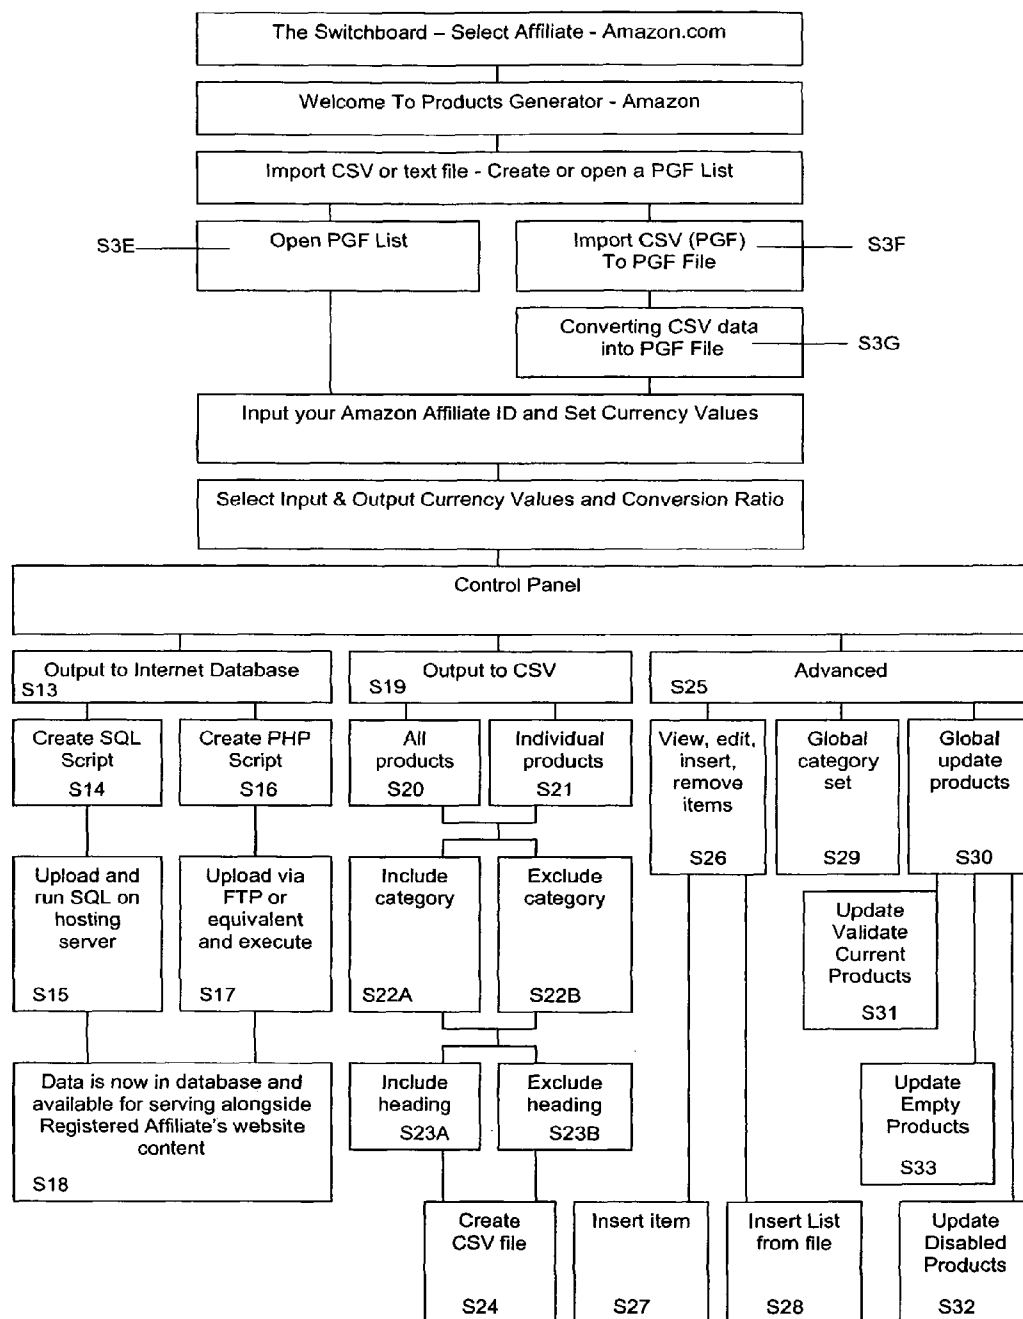 The Switchboard – Select Affiliate - Amazon.com
Welcome To Products Generator - Amazon
Import CSV or text file - Create or open a PGF List
S3E
Open PGF List
Import CSV (PGF)
To PGF File
S3F
Converting CSV data
into PGF File
S3G
Input your Amazon Affiliate ID and Set Currency Values
Select Input & Output Currency Values and Conversion Ratio
Control Panel
Output to Internet Database
S13
Output to CSV
S19
Advanced
S25
Create SQL
Script
S14
Create PHP
Script
S16
All
products
S20
Individual
products
S21
View, edit,
insert,
remove
items
S26
Global
category
set
S29
Global
update
products
S30
Upload and
run SQL on
hosting
server
S15
Upload via
FTP or
equivalent
and execute
S17
Include
category
S22A
Exclude
category
S22B
Update
Validate
Current
Products
S31
Data is now in database and
available for serving alongside
Registered Affiliate's website
content
S18
Include
heading
S23A
Exclude
heading
S23B
Update
Empty
Products
S33
Create
CSV file
S24
Insert item
S27
Insert List
from file
S28
Update
Disabled
Products
S32